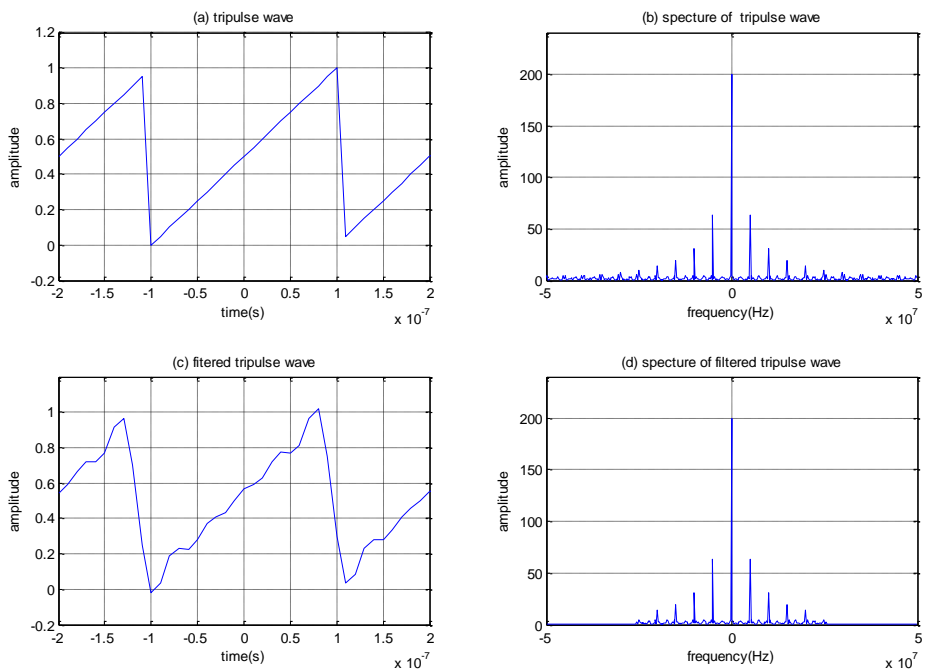 (a) tripulse wave
amplitude
1.2
1
0.8
0.6
0.4
0.2
0
-0.2
-2 -1.5 -1 -0.5 0 0.5 1 1.5 2
time(s)
x 10^-7
(b) specture of  tripulse wave
amplitude
200
150
100
50
0
-5 0 5
frequency(Hz)
x 10^7
(c) fitered tripulse wave
amplitude
1
0.8
0.6
0.4
0.2
0
-0.2
-2 -1.5 -1 -0.5 0 0.5 1 1.5 2
time(s)
x 10^-7
(d) specture of filtered tripulse wave
amplitude
200
150
100
50
0
-5 0 5
frequency(Hz)
x 10^7